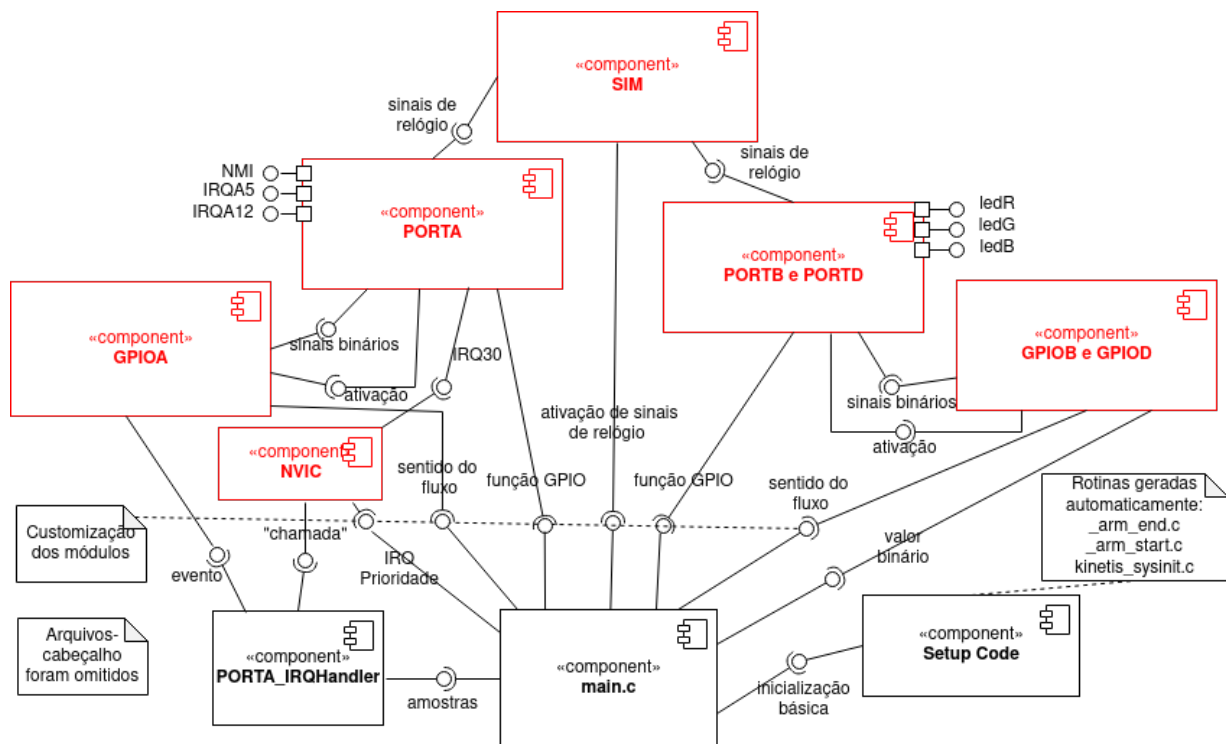 «component»
SIM
sinais de
relógio
sinais de
relógio
NMI
IRQA5
IRQA12
«component»
PORTA
ledR
ledG
ledB
«component»
PORTB e PORTD
«component»
GPIOA
sinais binários
ativação
IRQ30
«component»
GPIOB e GPIOD
sinais binários
ativação
ativação de sinais
de relógio
«component»
NVIC
sentido do
fluxo
função GPIO
função GPIO
sentido do
fluxo
Rotinas geradas
automaticamente:
_arm_end.c
_arm_start.c
kinetis_sysinit.c
Customização
dos módulos
"chamada"
evento
IRQ
Prioridade
valor
binário
Arquivos-
cabeçalho
foram omitidos
«component»
PORTA_IRQHandler
amostras
«component»
main.c
«component»
Setup Code
inicialização
básica